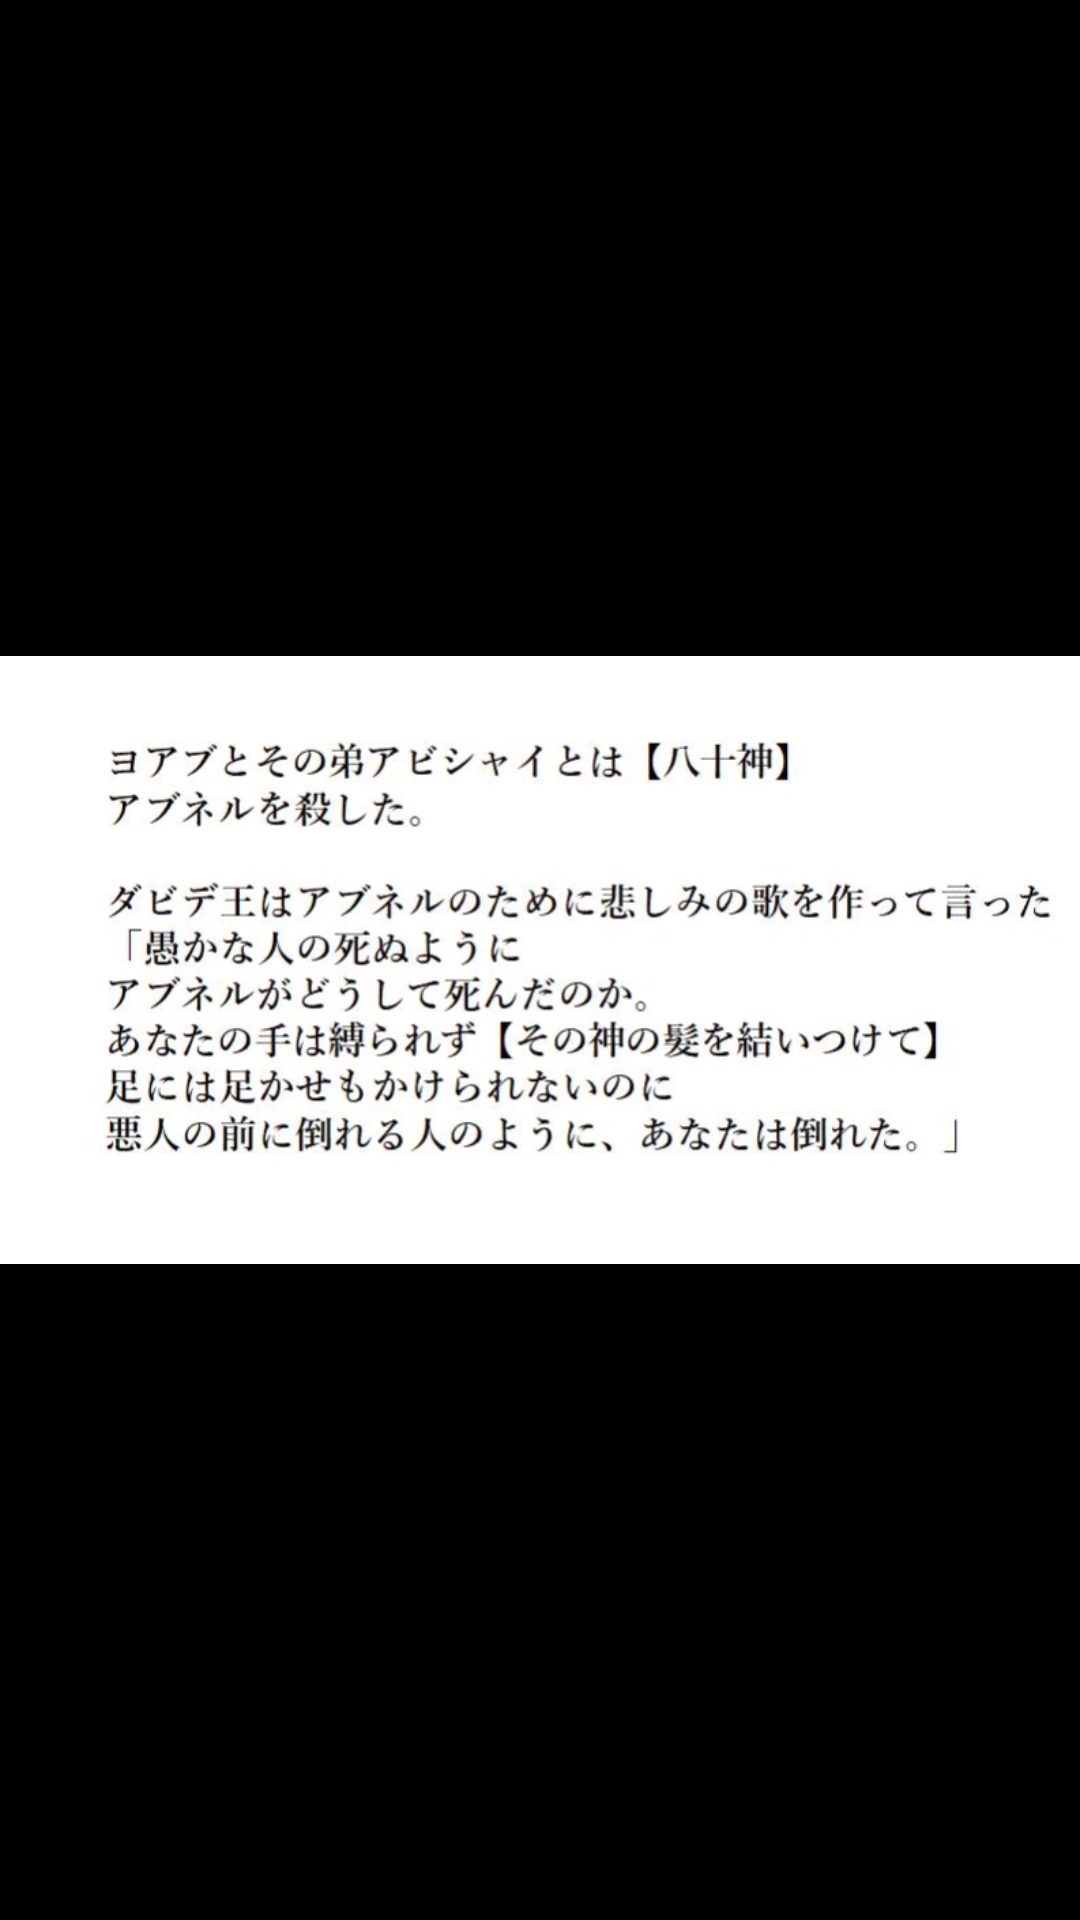 ヨアブとその弟アビシャイとは【八十神】
アブネルを殺した。
ダビデ王はアブネルのために悲しみの歌を作って言った
「愚かな人の死ぬように
アブネルがどうして死んだのか。
あなたの手は縛られず【その神の髪を結いつけて】
足には足かせもかけられないのに
悪人の前に倒れる人のように、あなたは倒れた。」